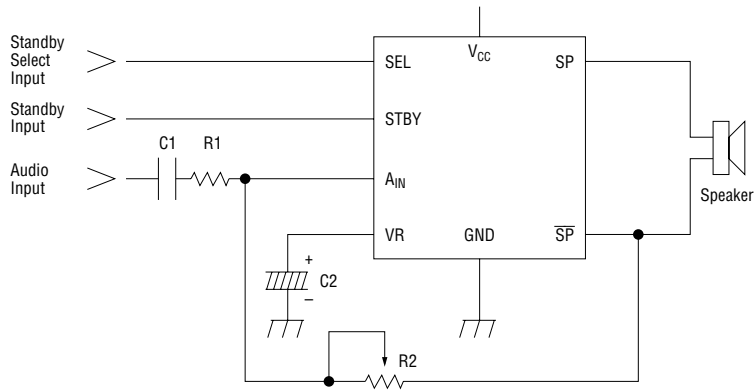 Standby
Select
Input
Standby
Input
Audio
Input
C1
R1
SEL
STBY
A_IN
VR
V_CC
GND
SP
S̅P̅
Speaker
+
–
C2
R2